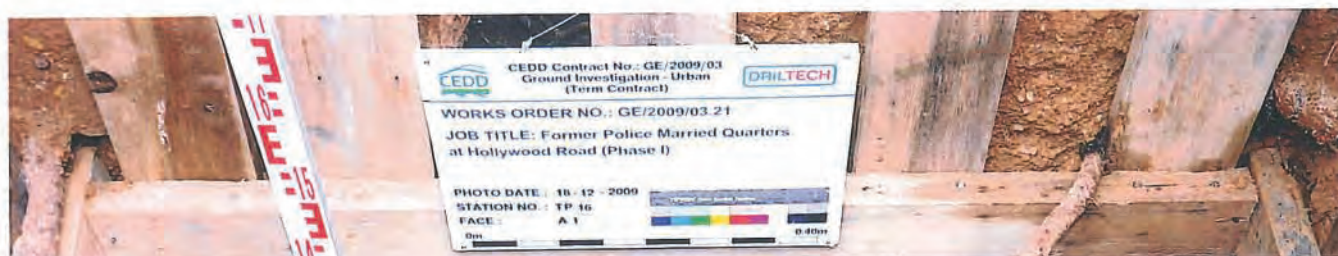 CEDD
CEDD Contract No.: GE/2009/03
Ground Investigation - Urban
(Term Contract)
DRILTECH
WORKS ORDER NO.: GE/2009/03.21
JOB TITLE: Former Police Married Quarters
at Hollywood Road (Phase I)
PHOTO DATE : 16 - 12 - 2009
STATION NO. : TP 16
FACE : A 1
0m 0.40m